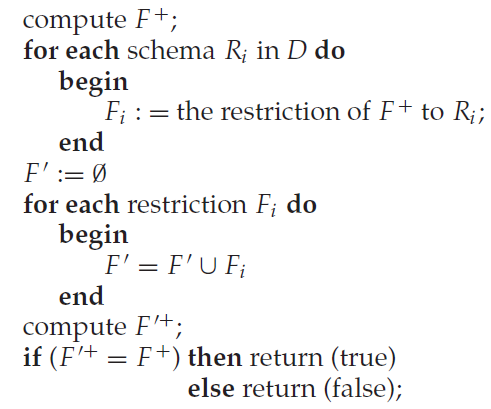 compute F⁺;
for each schema Rᵢ in D do
begin
Fᵢ : = the restriction of F⁺ to Rᵢ;
end
F′ := ∅
for each restriction Fᵢ do
begin
F′ = F′ ∪ Fᵢ
end
compute F′⁺;
if (F′⁺ = F⁺) then return (true)
else return (false);